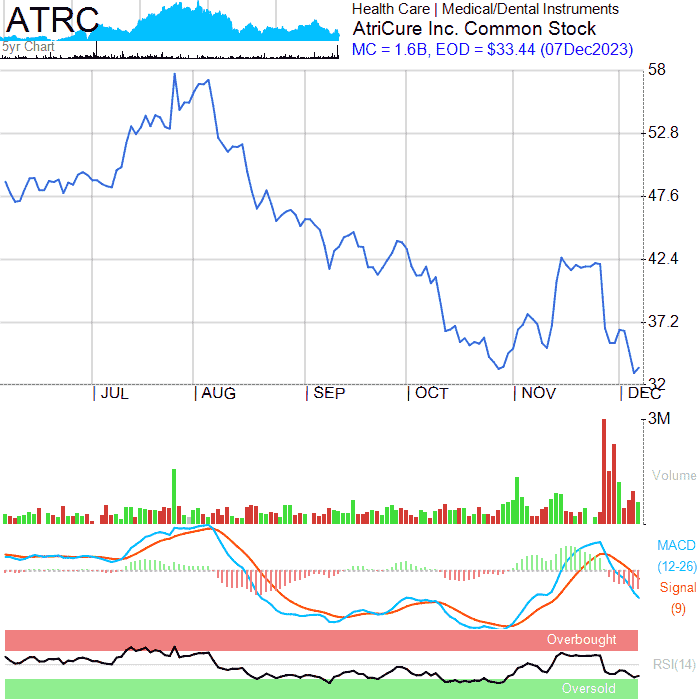 ATRC
5yr Chart
Health Care | Medical/Dental Instruments
AtriCure Inc. Common Stock
MC = 1.6B, EOD = $33.44 (07Dec2023)
58
52.8
47.6
42.4
37.2
32
JUL
AUG
SEP
OCT
NOV
DEC
3M
Volume
MACD
(12-26)
Signal
(9)
Overbought
RSI(14)
Oversold